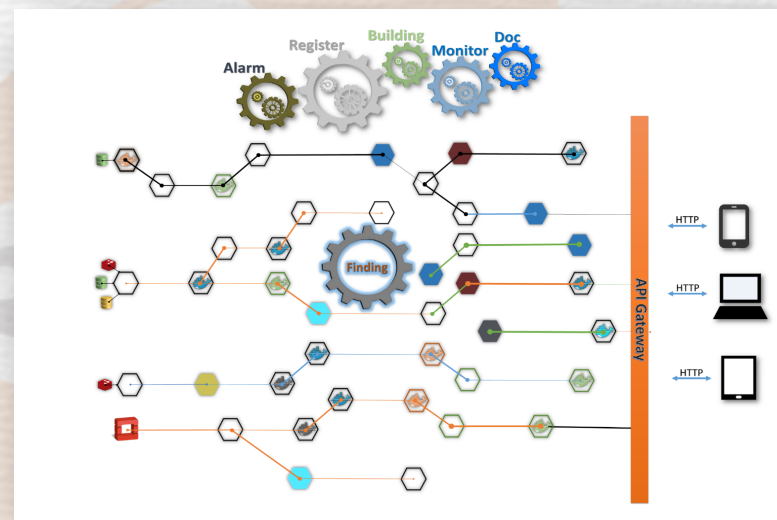 Alarm
Register
Building
Monitor
Doc
Finding
API Gateway
HTTP
HTTP
HTTP